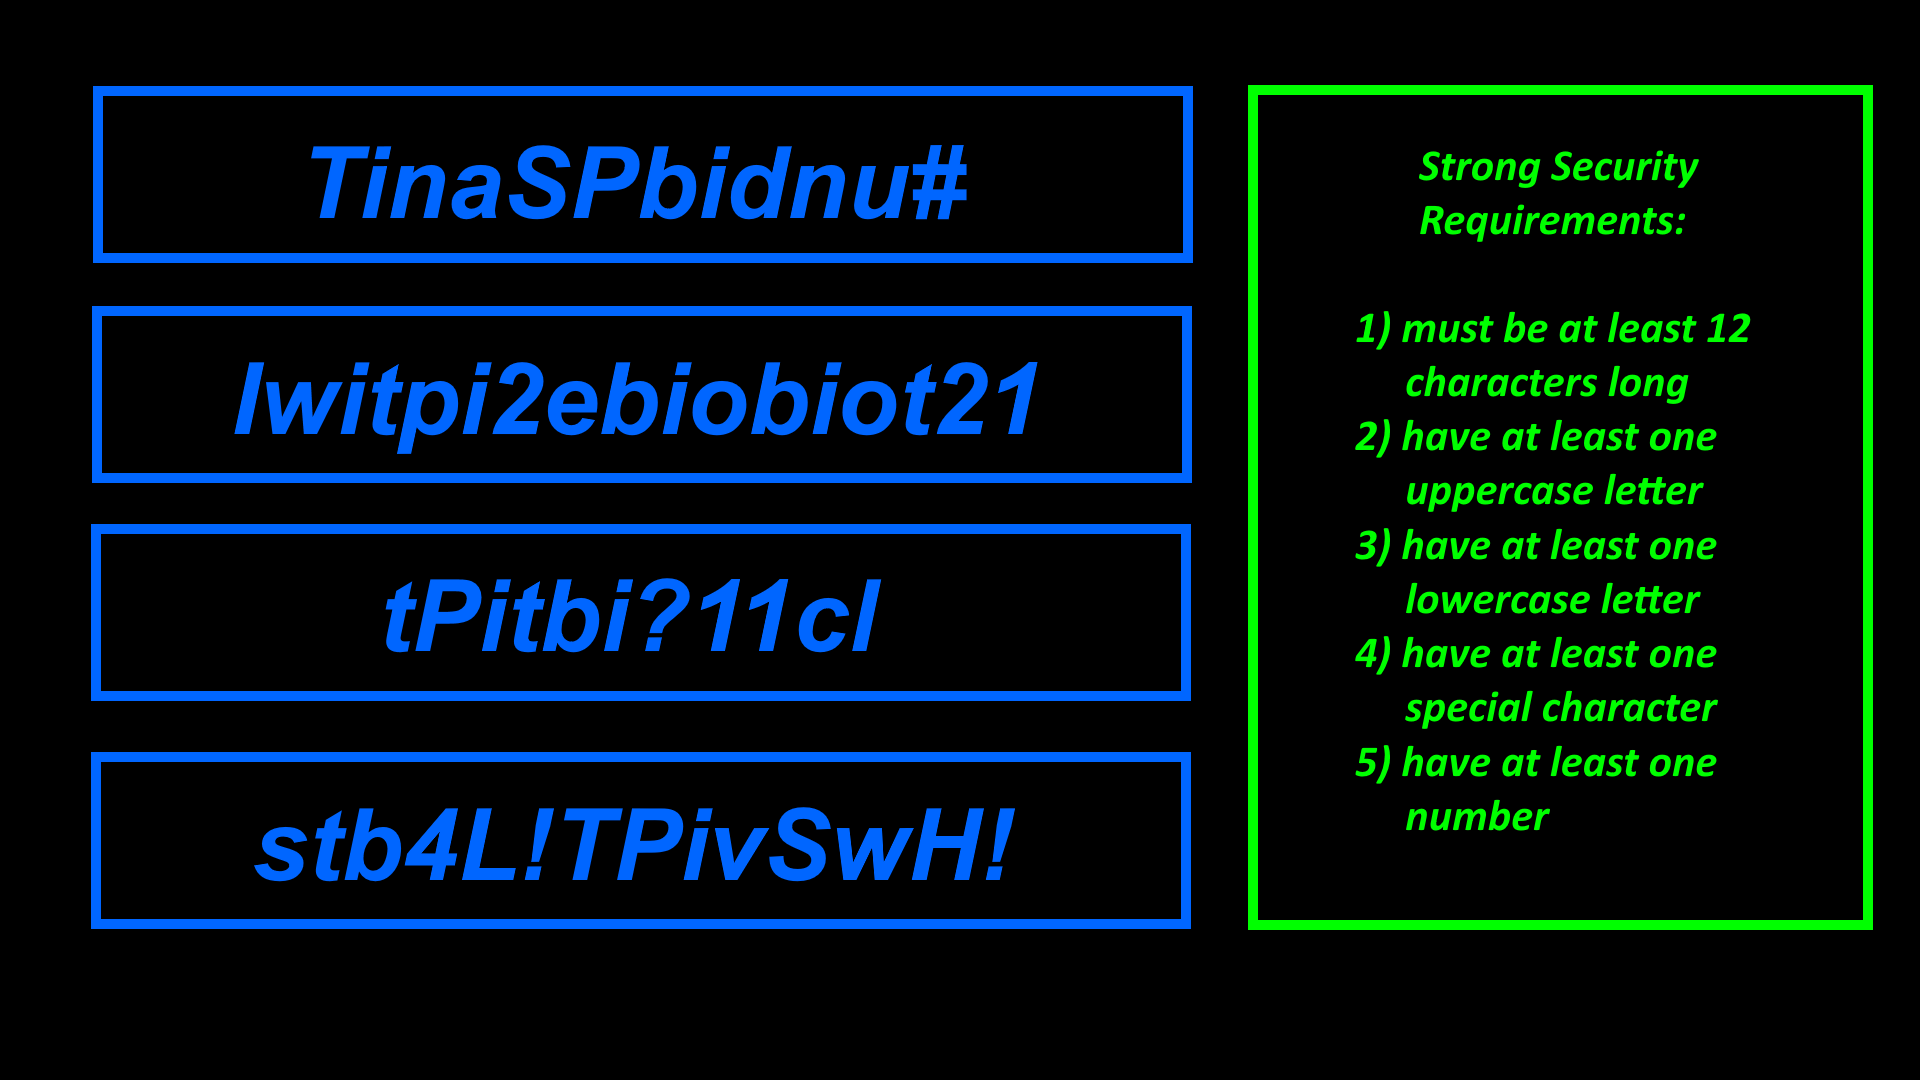 TinaSPbidnu#
Iwitpi2ebiobiot21
tPitbi?11cl
stb4L!TPivSwH!
Strong Security
Requirements:
1) must be at least 12
characters long
2) have at least one
uppercase letter
3) have at least one
lowercase letter
4) have at least one
special character
5) have at least one
number